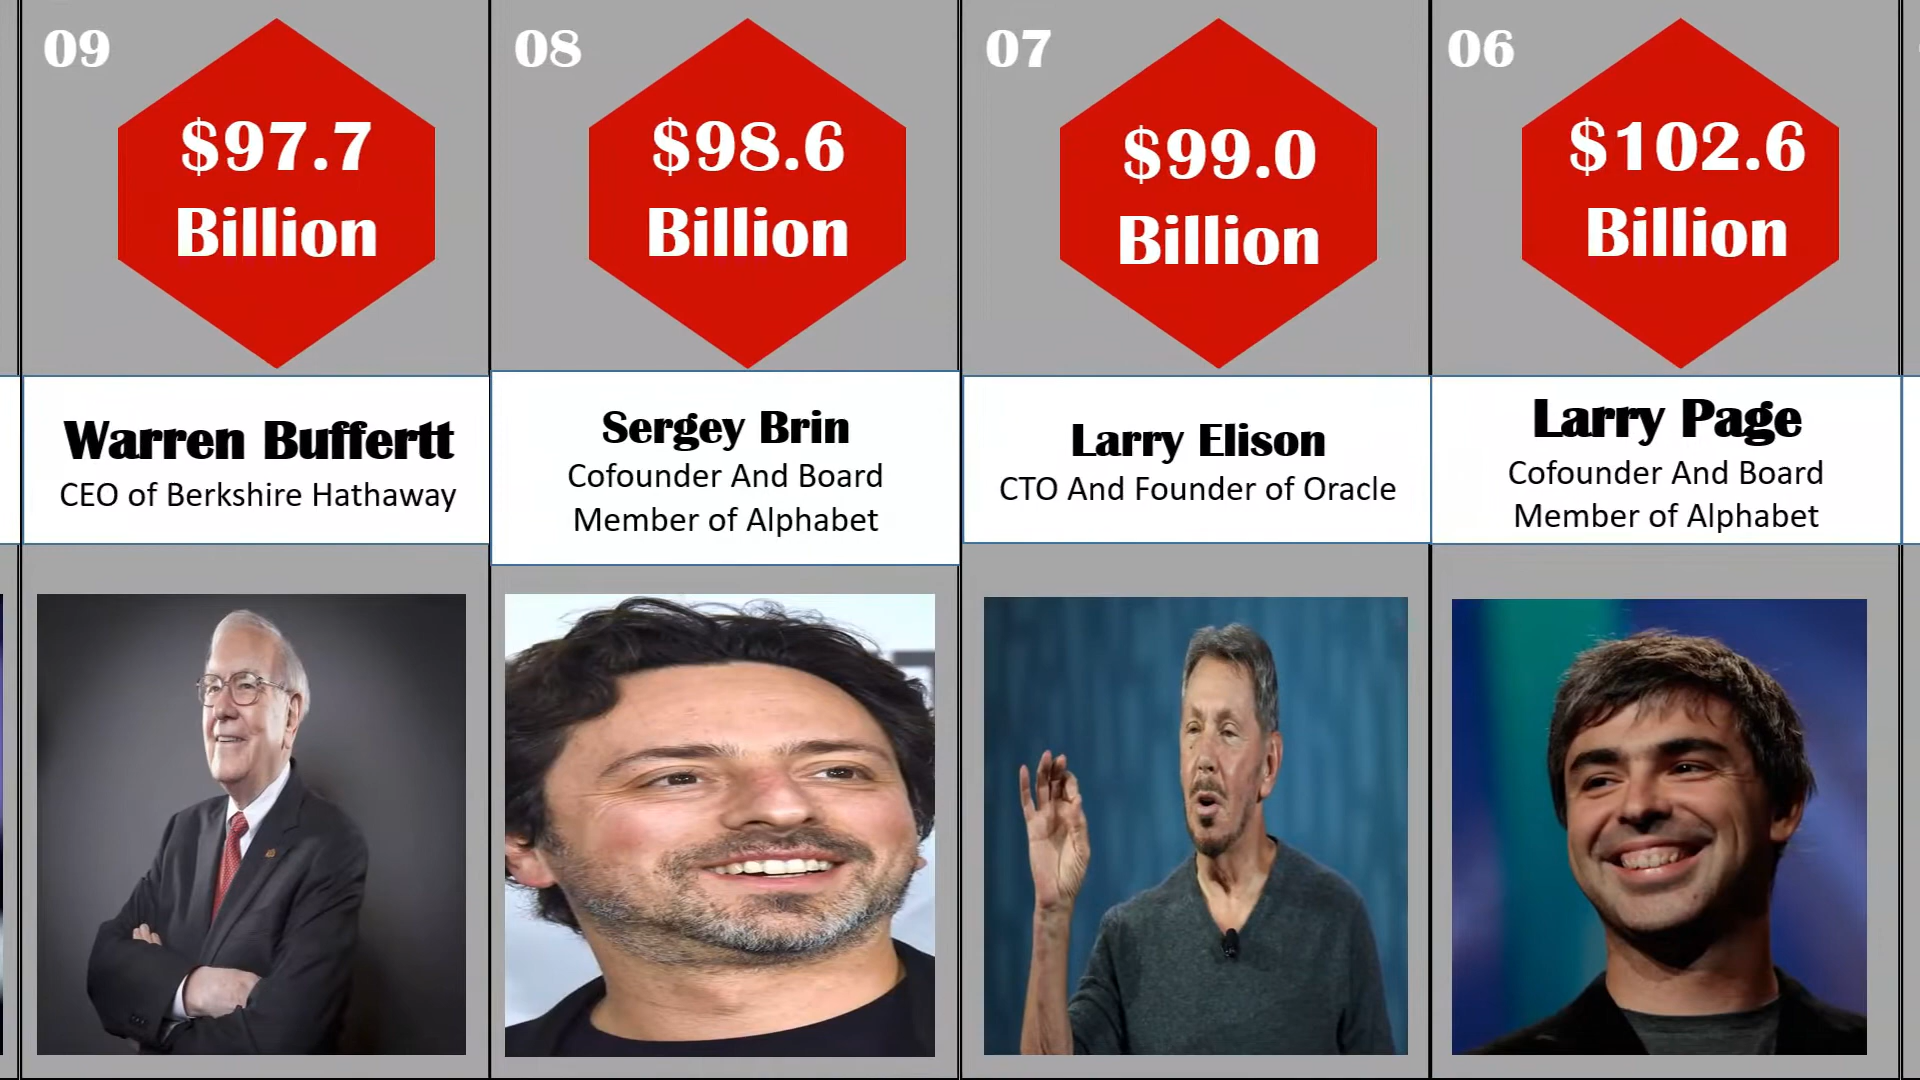 09
$97.7
Billion
Warren Buffertt
CEO of Berkshire Hathaway
08
$98.6
Billion
Sergey Brin
Cofounder And Board
Member of Alphabet
07
$99.0
Billion
Larry Elison
CTO And Founder of Oracle
06
$102.6
Billion
Larry Page
Cofounder And Board
Member of Alphabet